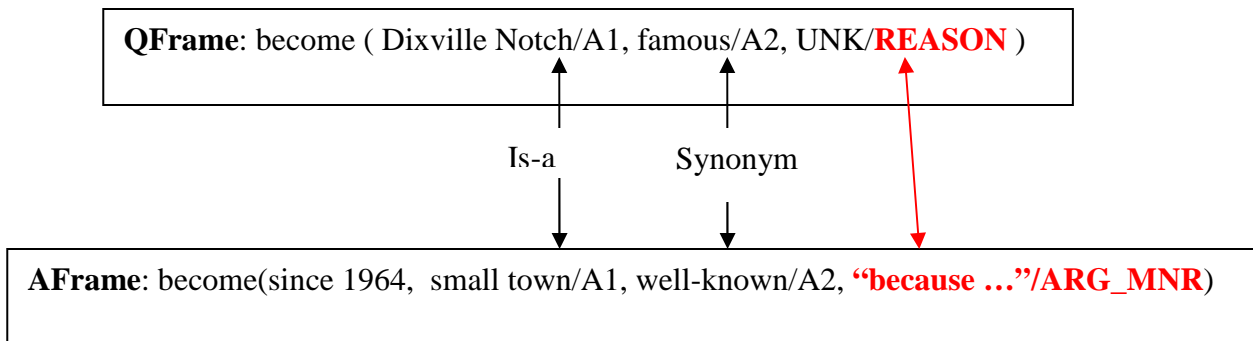 QFrame: become ( Dixville Notch/A1, famous/A2, UNK/REASON )
Is-a Synonym
AFrame: become(since 1964, small town/A1, well-known/A2, “because …”/ARG_MNR)